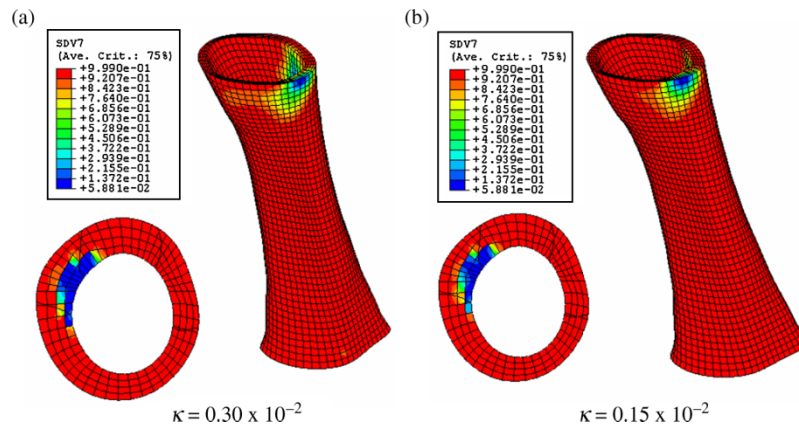 (a)
SDV7
(Ave. Crit.: 75%)
+9.990e-01
+9.207e-01
+8.423e-01
+7.640e-01
+6.856e-01
+6.073e-01
+5.289e-01
+4.506e-01
+3.722e-01
+2.939e-01
+2.155e-01
+1.372e-01
+5.881e-02
κ = 0.30 x 10⁻²
(b)
SDV7
(Ave. Crit.: 75%)
+9.990e-01
+9.207e-01
+8.423e-01
+7.640e-01
+6.856e-01
+6.073e-01
+5.289e-01
+4.506e-01
+3.722e-01
+2.939e-01
+2.155e-01
+1.372e-01
+5.881e-02
κ = 0.15 x 10⁻²